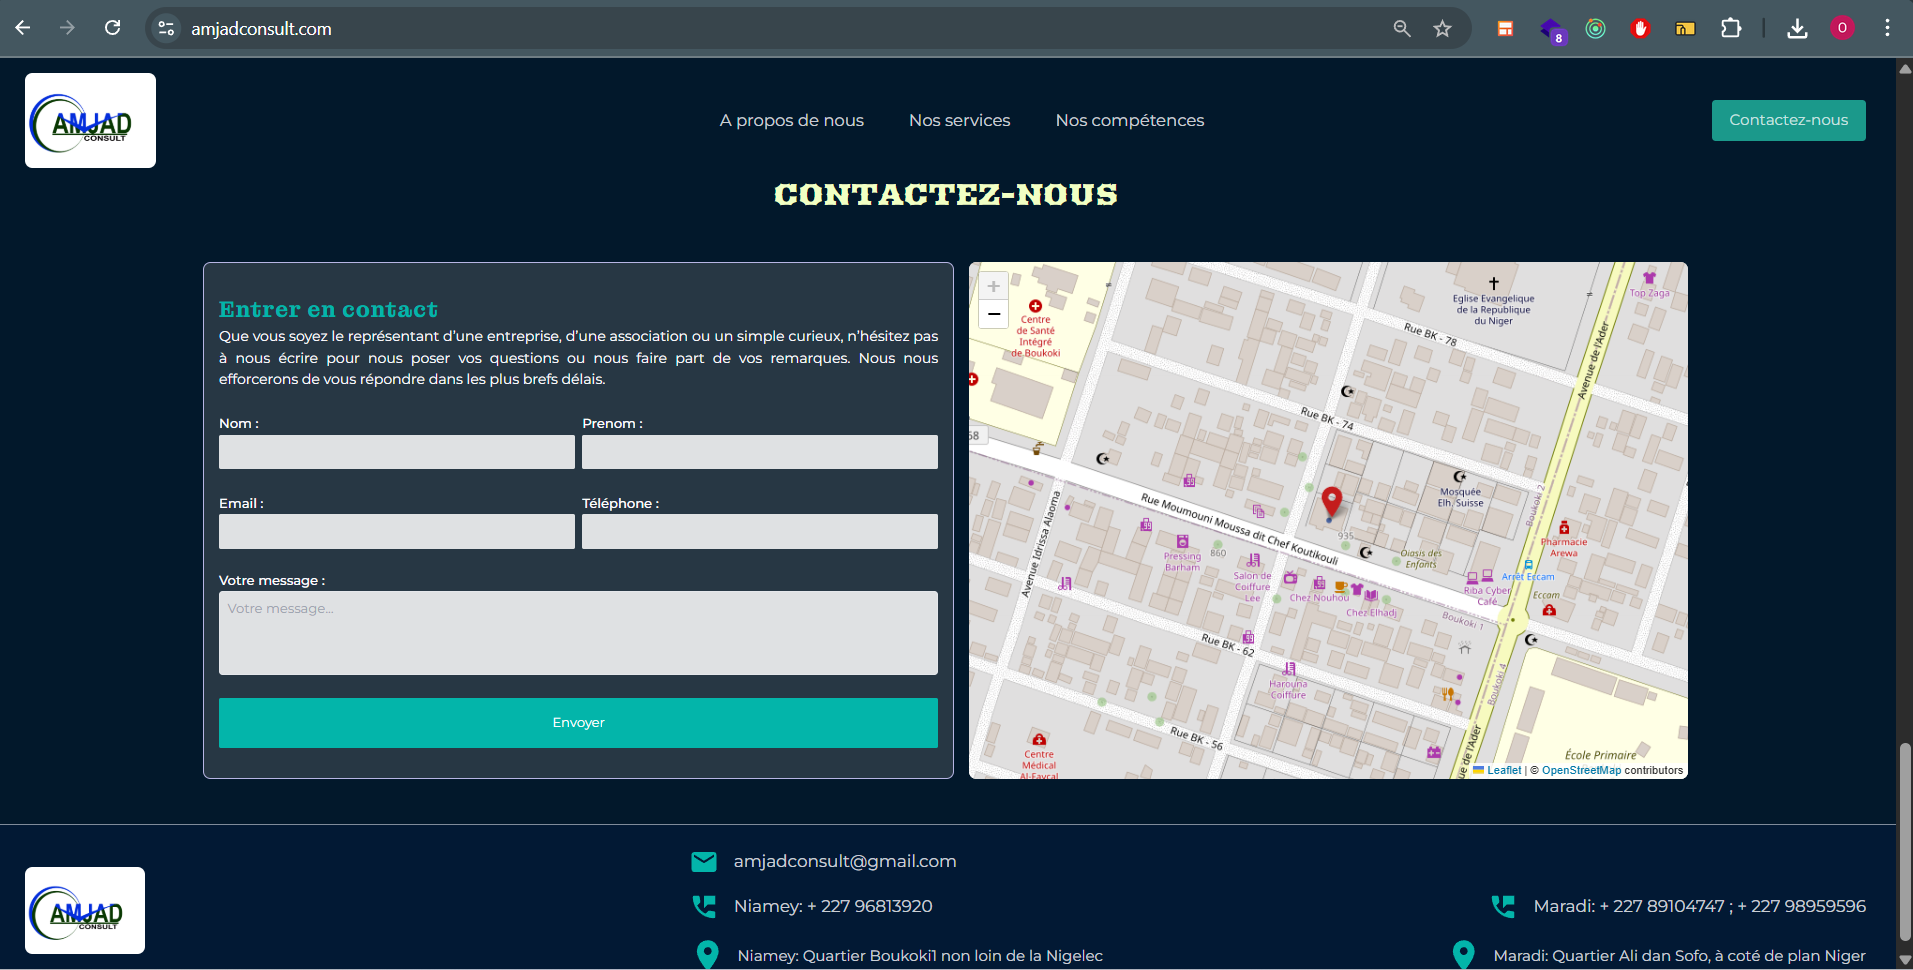 amjadconsult.com
8
O
AMJAD
CONSULT
A propos de nous
Nos services
Nos compétences
Contactez-nous
CONTACTEZ-NOUS
Entrer en contact
Que vous soyez le représentant d'une entreprise, d'une association ou un simple curieux, n'hésitez pas
à nous écrire pour nous poser vos questions ou nous faire part de vos remarques. Nous nous
efforcerons de vous répondre dans les plus brefs délais.
Nom :
Prenom :
Email :
Téléphone :
Votre message :
Votre message...
Envoyer
+
−
Centre
de Santé
Intégré
de Boukoki
Eglise Evangelique
de la Republique
du Niger
Top Zaga
Rue BK - 78
Avenue de l'Ader
Rue BK - 74
68
Mosquée
Elh. Suisse
Rue Moumouni Moussa dit Chef Koutikouli
Avenue Idrissa Alaoma
Boukoki 2
935
Pharmacie
Arewa
Pressing
Barham
860
Oasis des
Enfants
Salon de
Coiffure
Lee
Arrêt Eccam
Riba Cyber
Café
Eccam
Chez Nouhou
Chez Elhadj
Boukoki 1
Rue BK - 62
Harouna
Coiffure
Boukoki 4
Rue BK - 56
Centre
Médical
Al-Fayçal
ue de l'Ader
École Primaire
Leaflet | © OpenStreetMap contributors
AMJAD
CONSULT
amjadconsult@gmail.com
Niamey: + 227 96813920
Maradi: + 227 89104747 ; + 227 98959596
Niamey: Quartier Boukoki1 non loin de la Nigelec
Maradi: Quartier Ali dan Sofo, à coté de plan Niger